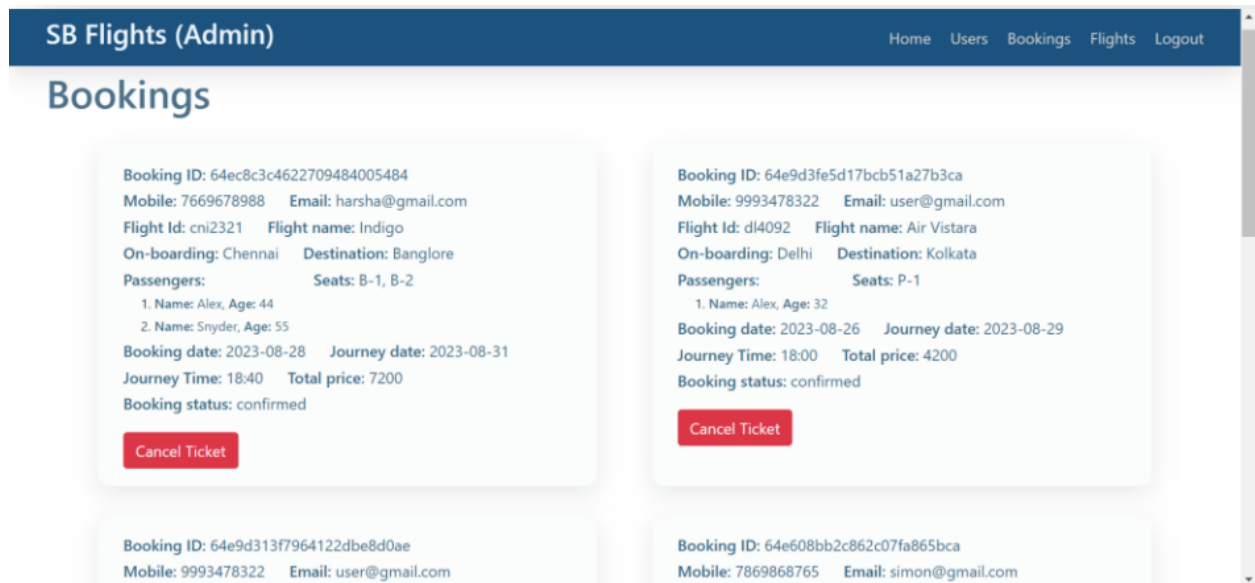 SB Flights (Admin)
Home Users Bookings Flights Logout
Bookings
Booking ID: 64ec8c3c4622709484005484
Mobile: 7669678988 Email: harsha@gmail.com
Flight Id: cni2321 Flight name: Indigo
On-boarding: Chennai Destination: Banglore
Passengers: Seats: B-1, B-2
1. Name: Alex, Age: 44
2. Name: Snyder, Age: 55
Booking date: 2023-08-28 Journey date: 2023-08-31
Journey Time: 18:40 Total price: 7200
Booking status: confirmed
Cancel Ticket
Booking ID: 64e9d3fe5d17bcb51a27b3ca
Mobile: 9993478322 Email: user@gmail.com
Flight Id: dl4092 Flight name: Air Vistara
On-boarding: Delhi Destination: Kolkata
Passengers: Seats: P-1
1. Name: Alex, Age: 32
Booking date: 2023-08-26 Journey date: 2023-08-29
Journey Time: 18:00 Total price: 4200
Booking status: confirmed
Cancel Ticket
Booking ID: 64e9d313f7964122dbe8d0ae
Mobile: 9993478322 Email: user@gmail.com
Booking ID: 64e608bb2c862c07fa865bca
Mobile: 7869868765 Email: simon@gmail.com